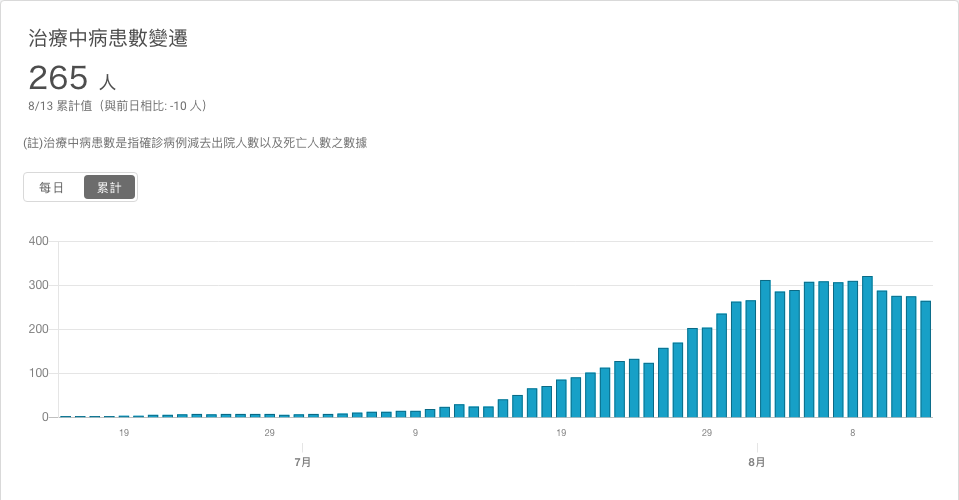 治療中病患數變遷
265 人
8/13 累計值（與前日相比: -10 人）
(註)治療中病患數是指確診病例減去出院人數以及死亡人數之數據
每日 累計
400
300
200
100
0
19 29 9 19 29 8
7月 8月